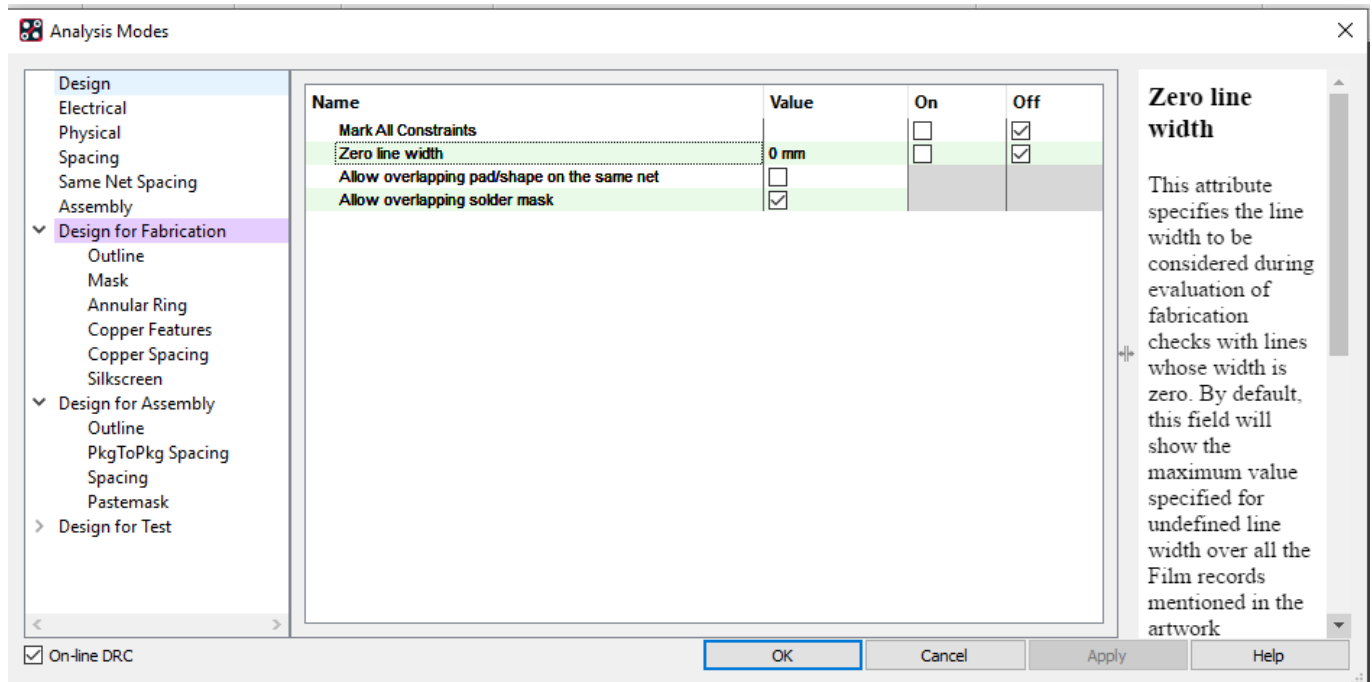 Analysis Modes
Design
Electrical
Physical
Spacing
Same Net Spacing
Assembly
Design for Fabrication
Outline
Mask
Annular Ring
Copper Features
Copper Spacing
Silkscreen
Design for Assembly
Outline
PkgToPkg Spacing
Spacing
Pastemask
Design for Test
Name Value On Off
Mark All Constraints
Zero line width 0 mm
Allow overlapping pad/shape on the same net
Allow overlapping solder mask
Zero line
width
This attribute
specifies the line
width to be
considered during
evaluation of
fabrication
checks with lines
whose width is
zero. By default,
this field will
show the
maximum value
specified for
undefined line
width over all the
Film records
mentioned in the
artwork
On-line DRC
OK Cancel Apply Help